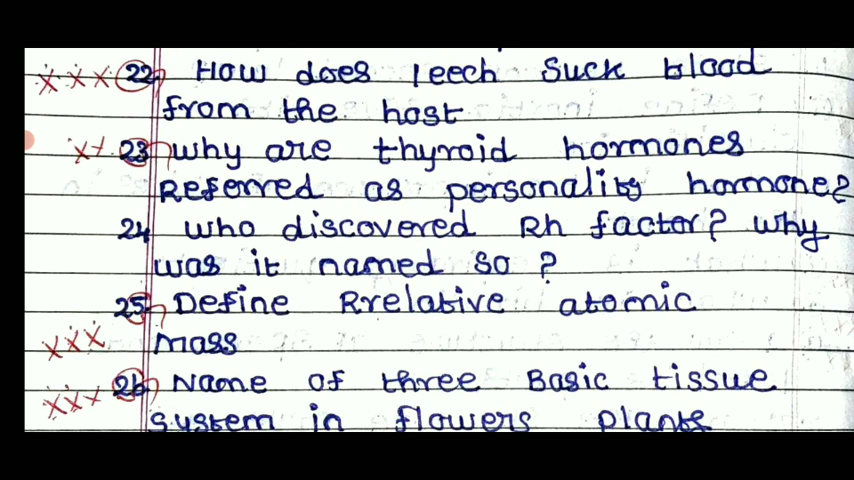 x x x 22, How does leech suck blood
from the host
x x 23, why are thyroid hormones
Referred as personality hormone?
24 who discovered Rh factor? why
was it named so ?
25, Define Rrelative atomic
xxx mass
xxx 26, Name of three Basic tissue
system in flowers plants